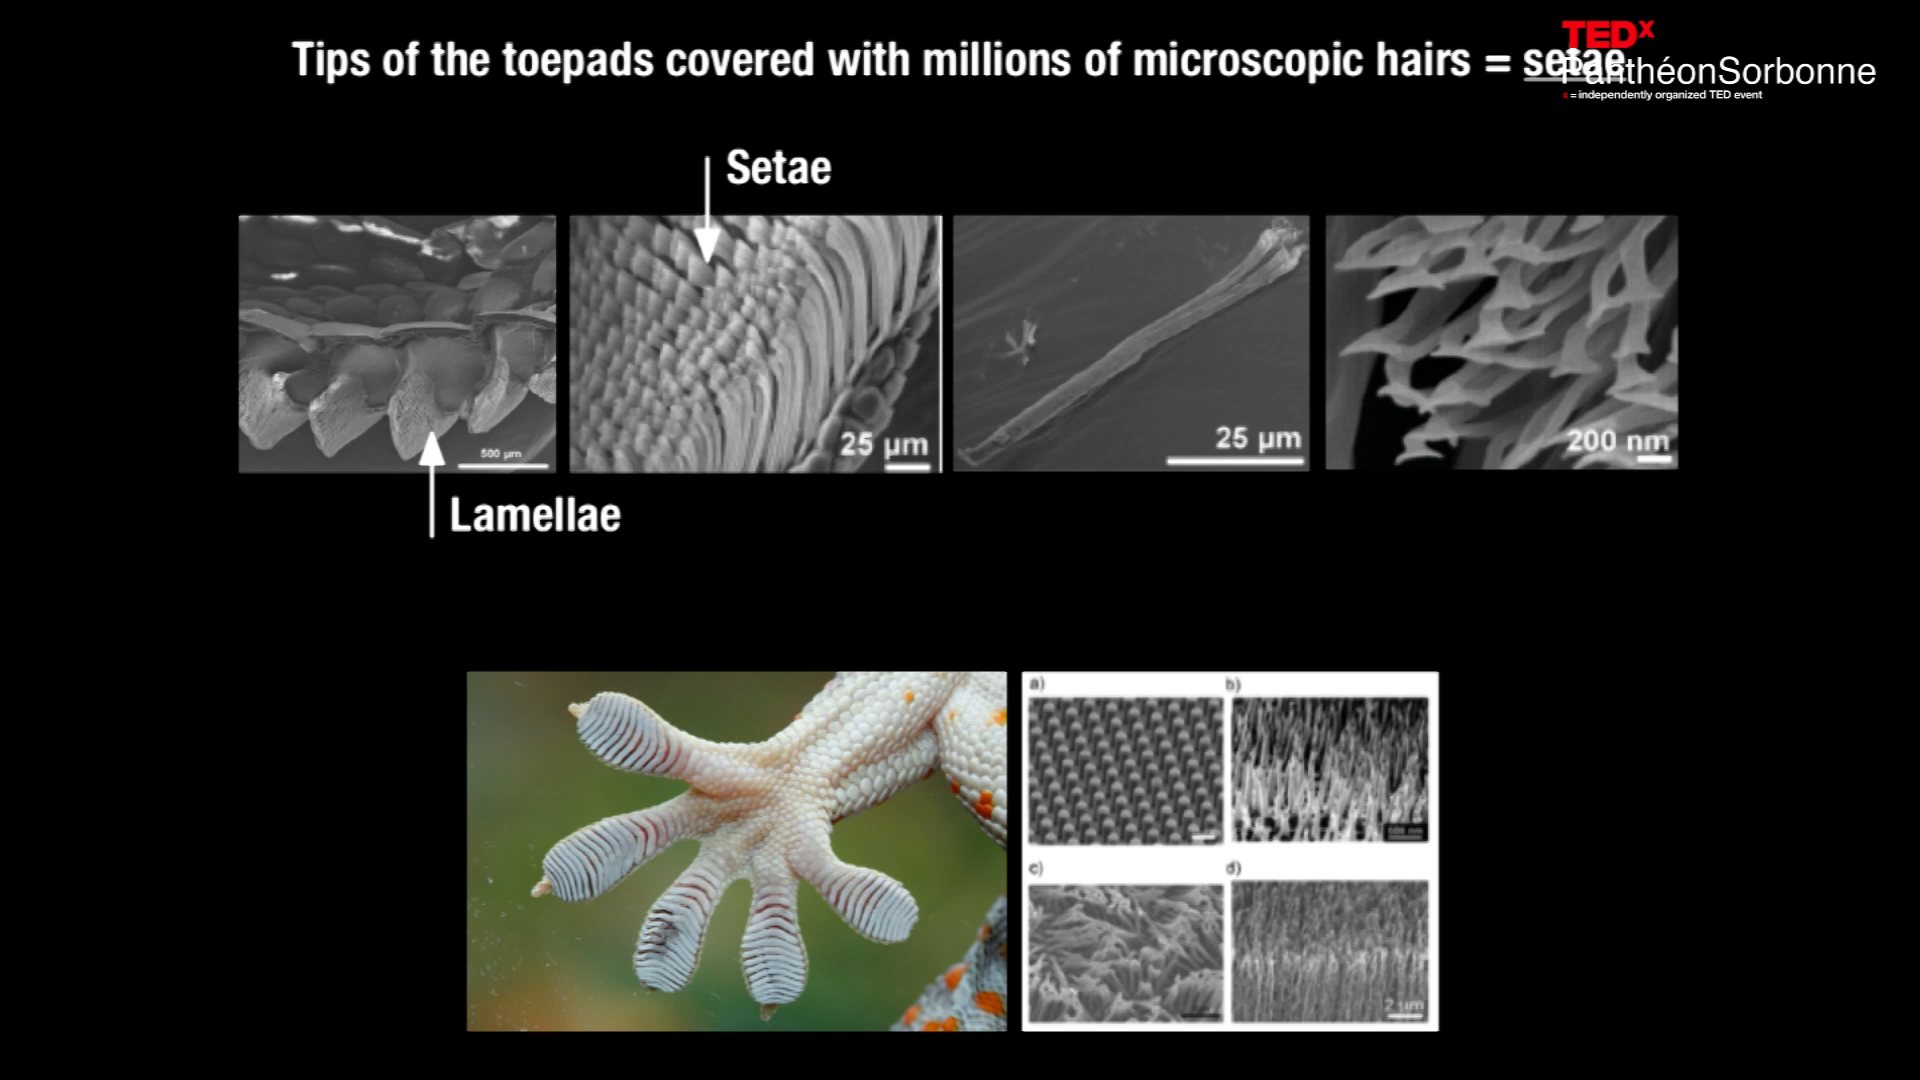 Tips of the toepads covered with millions of microscopic hairs = setae
TEDx
PanthéonSorbonne
x = independently organized TED event
Setae
500 µm
25 µm
25 µm
200 nm
Lamellae
a)
b)
c)
d)
2 µm